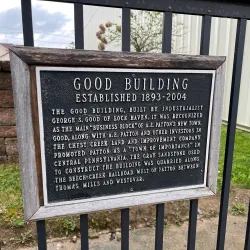 GOOD BUILDING
ESTABLISHED 1893-2004
THE GOOD BUILDING, BUILT BY INDUSTRIALIST
GEORGE S. GOOD OF LOCK HAVEN, IT WAS RECOGNIZED
AS THE MAIN "BUSINESS BLOCK" OF A.E. PATTON'S NEW TOWN.
GOOD, ALONG WITH A.E. PATTON AND OTHER INVESTORS IN
THE CHEST CREEK LAND AND IMPROVEMENT COMPANY
PROMOTED PATTON AS A "TOWN OF IMPORTANCE" IN
CENTRAL PENNSYLVANIA. THE GRAY SANDSTONE USED
TO CONSTRUCT THE BUILDING WAS QUARRIED ALONG
THE BEECHCREEK RAILROAD WEST OF PATTON BETWEEN
THOMAS MILLS AND WESTOVER.